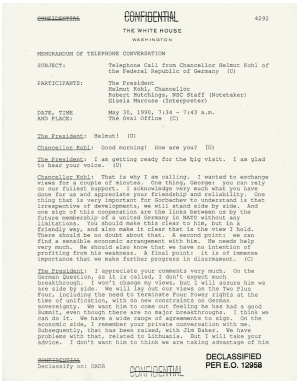 CONFIDENTIAL
CONFIDENTIAL
4292
THE WHITE HOUSE
WASHINGTON
MEMORANDUM OF TELEPHONE CONVERSATION
SUBJECT: Telephone Call from Chancellor Helmut Kohl of
the Federal Republic of Germany (U)
PARTICIPANTS: The President
Helmut Kohl, Chancellor
Robert Hutchings, NSC Staff (Notetaker)
Gisela Marcuse (Interpreter)
DATE, TIME May 30, 1990, 7:34 - 7:43 a.m.
AND PLACE: The Oval Office (C)
The President: Helmut! (U)
Chancellor Kohl: Good morning! How are you? (U)
The President: I am getting ready for the big visit. I am glad
to hear your voice. (U)
Chancellor Kohl: That is why I am calling. I wanted to exchange
views for a couple of minutes. One thing, George: you can rely
on our fullest support. I acknowledge very much what you have
done for us and appreciate your friendship and reliability. One
thing that is very important for Gorbachev to understand is that
irrespective of developments, we will stand side by side. And
one sign of this cooperation are the links between us by the
future membership of a united Germany in NATO without any
limitations. You should make this clear to him, but in a
friendly way, and also make it clear that is the view I hold.
There should be no doubt about that. A second point: we can
find a sensible economic arrangement with him. He needs help
very much. He should also know that we have no intention of
profiting from his weakness. A final point: it is of immense
importance that we make further progress in disarmament. (C)
The President: I appreciate your comments very much. On the
German Question, as it is called, I don't expect much
breakthrough. I won't change my views, but I will assure him we
are side by side. We will lay out our views on the Two Plus
Four, including the need to terminate Four Power rights at the
time of unification, with no new constraints on German
sovereignty. We want him to come out feeling he has had a good
Summit, even though there are no major breakthroughs. I think we
can do it. We have a wide range of agreements to sign. On the
economic side, I remember your private conversation with me.
Subsequently, that has been raised, with Jim Baker. We have
problems with that, related to Lithuania. But I will take your
advice. I don't want him to think we are taking advantage of him
CONFIDENTIAL
Declassify on: OADR
CONFIDENTIAL
DECLASSIFIED
PER E.O. 12958